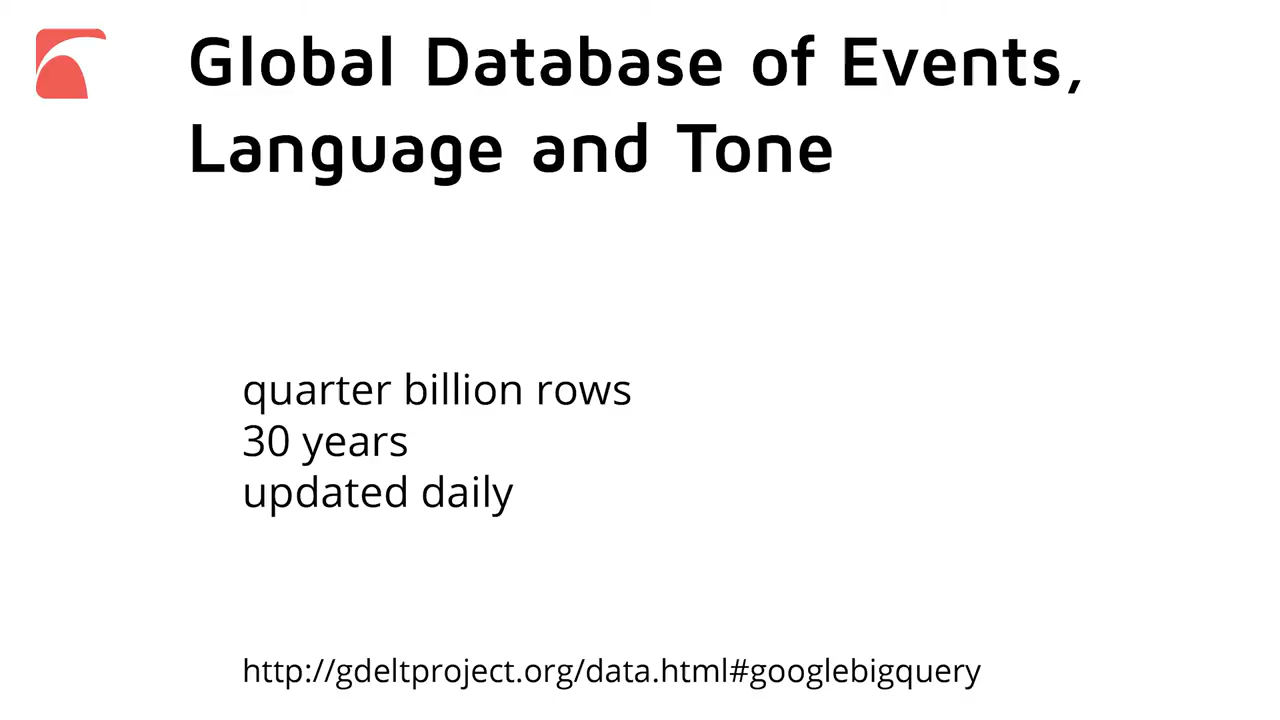 Global Database of Events,
Language and Tone
quarter billion rows
30 years
updated daily
http://gdeltproject.org/data.html#googlebigquery